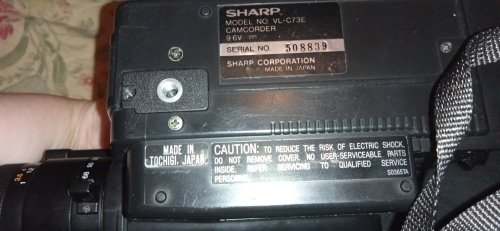 SHARP
MODEL NO. VL-C73E
CAMCORDER
9.6V ⎓
SERIAL NO. 508839
SHARP CORPORATION
MADE IN JAPAN
MADE IN
TOCHIGI, JAPAN
CAUTION: TO REDUCE THE RISK OF ELECTRIC SHOCK,
DO NOT REMOVE COVER. NO USER-SERVICEABLE PARTS
INSIDE. REFER SERVICING TO QUALIFIED SERVICE
PERSONNEL.
S0365TA